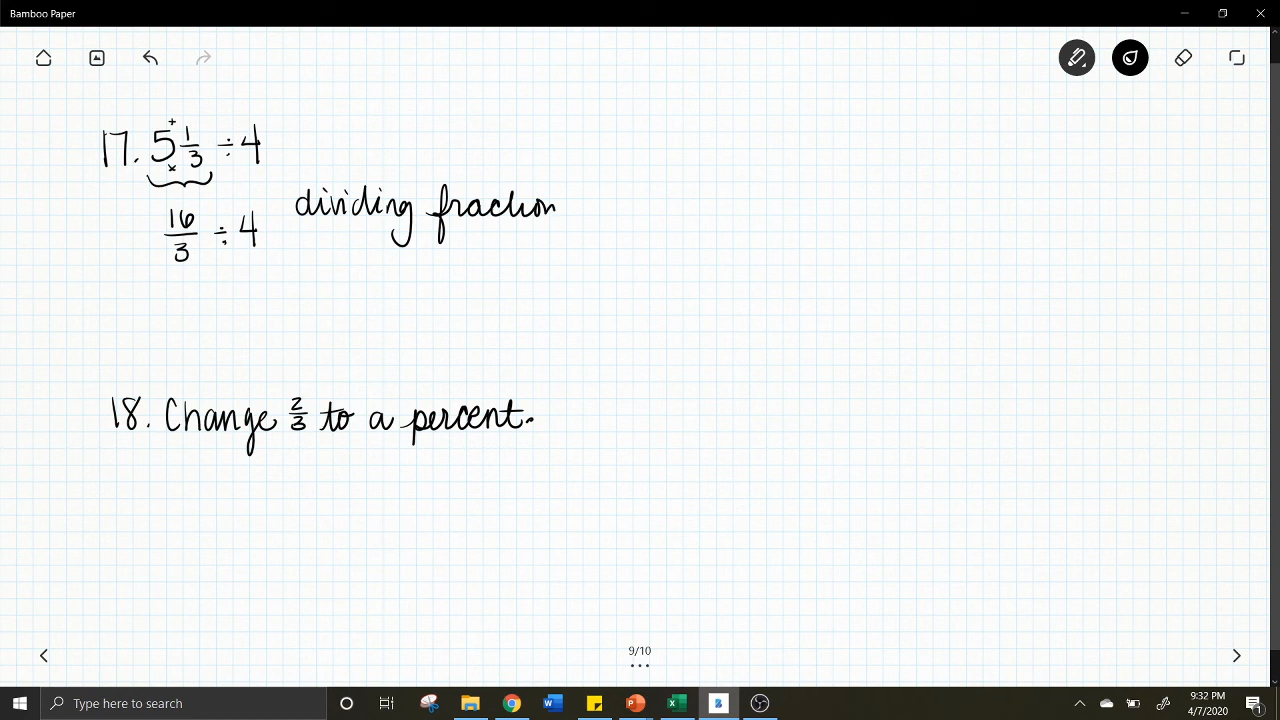 Bamboo Paper
17. 5 1/3 ÷ 4
+
×
dividing fraction
16/3 ÷ 4
18. Change 2/3 to a percent.
9/10
Type here to search
9:32 PM
4/7/2020